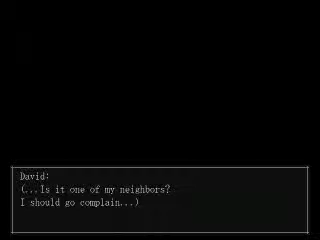 David:
(...Is it one of my neighbors?
I should go complain...)